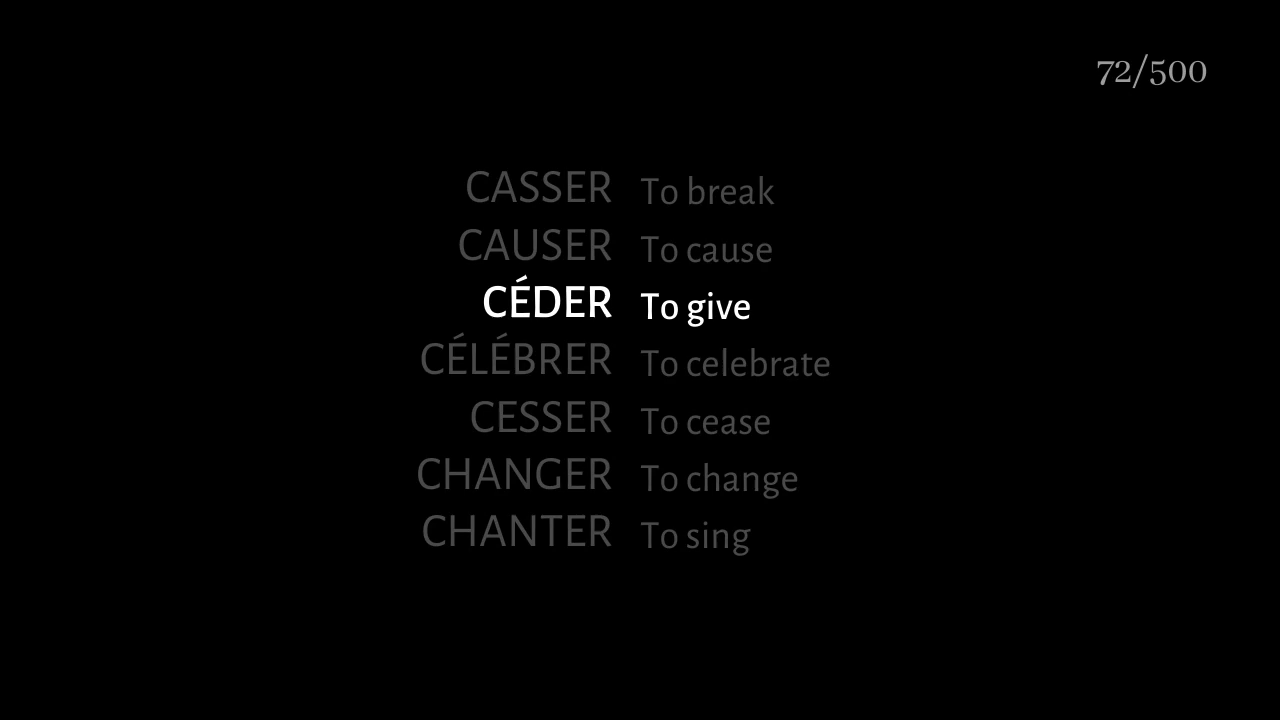 72/500
CASSER To break
CAUSER To cause
CÉDER To give
CÉLÉBRER To celebrate
CESSER To cease
CHANGER To change
CHANTER To sing